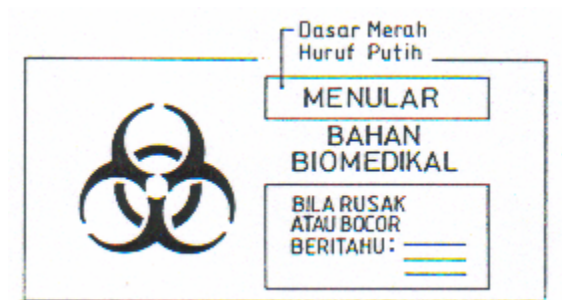 Dasar Merah
Huruf Putih
MENULAR
BAHAN
BIOMEDIKAL
BILA RUSAK
ATAU BOCOR
BERITAHU: